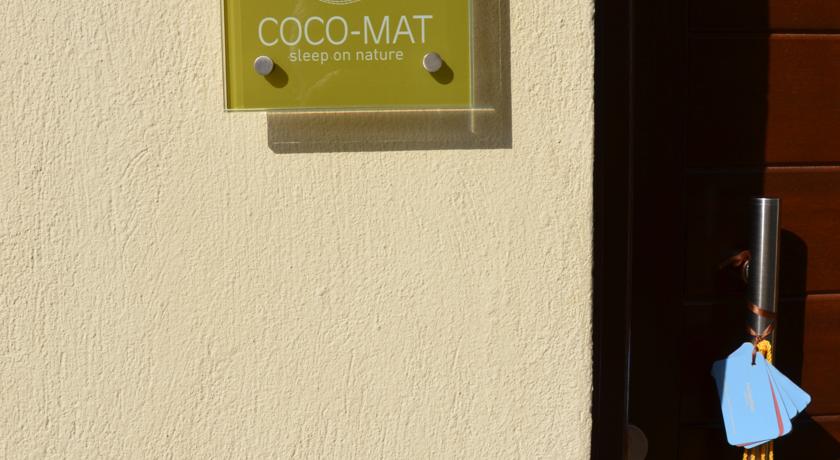 COCO-MAT
sleep on nature